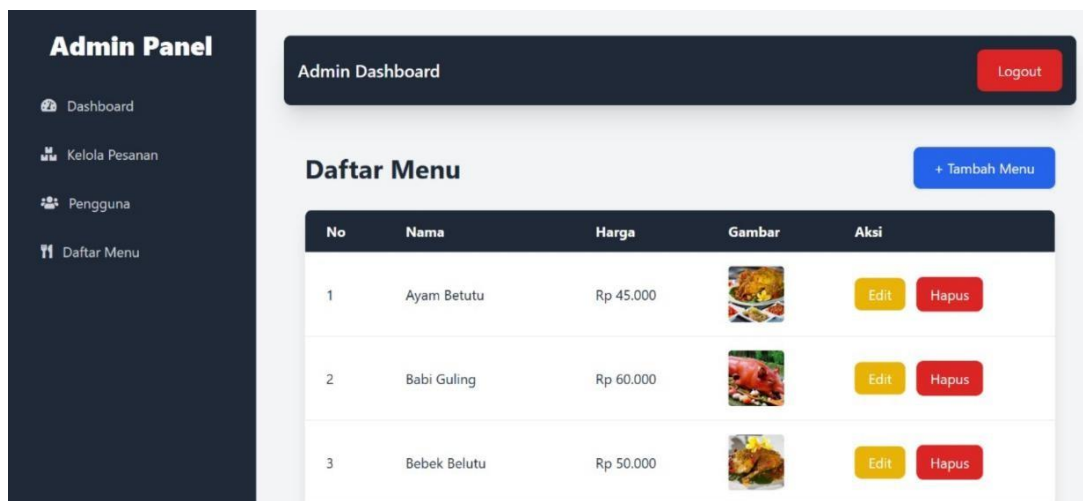 Admin Panel
Dashboard
Kelola Pesanan
Pengguna
Daftar Menu
Admin Dashboard
Logout
Daftar Menu
+ Tambah Menu
No Nama Harga Gambar Aksi
1 Ayam Betutu Rp 45.000 Edit Hapus
2 Babi Guling Rp 60.000 Edit Hapus
3 Bebek Belutu Rp 50.000 Edit Hapus